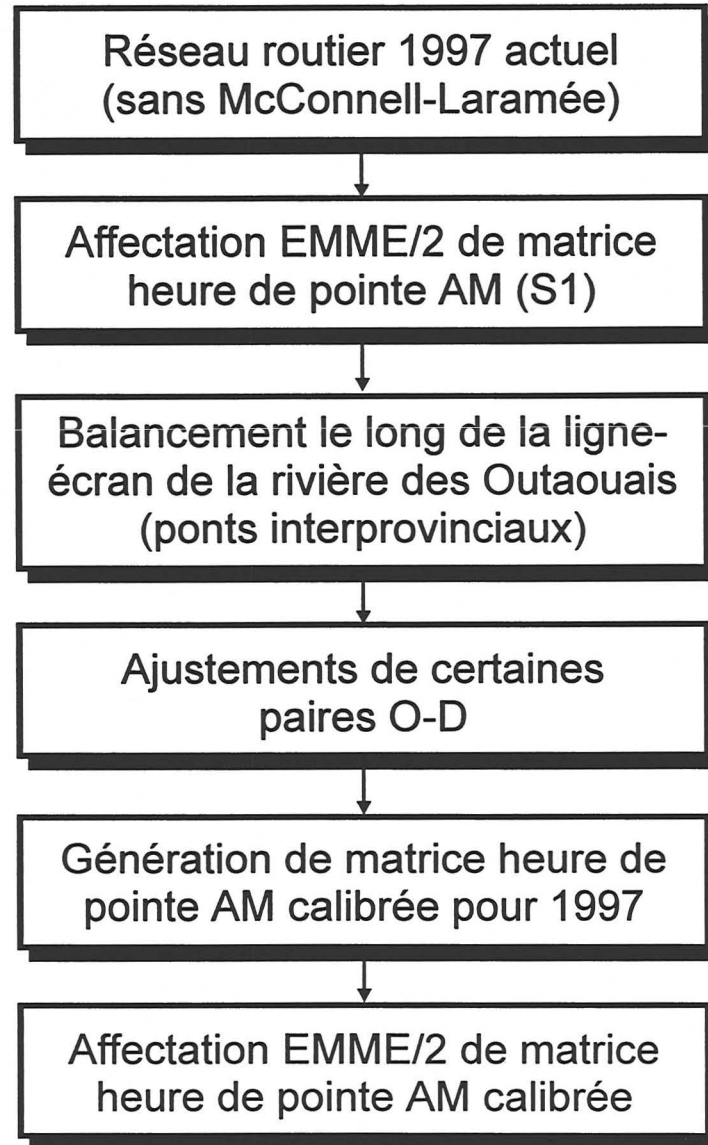 Réseau routier 1997 actuel
(sans McConnell-Laramée)
Affectation EMME/2 de matrice
heure de pointe AM (S1)
Balancement le long de la ligne-
écran de la rivière des Outaouais
(ponts interprovinciaux)
Ajustements de certaines
paires O-D
Génération de matrice heure de
pointe AM calibrée pour 1997
Affectation EMME/2 de matrice
heure de pointe AM calibrée